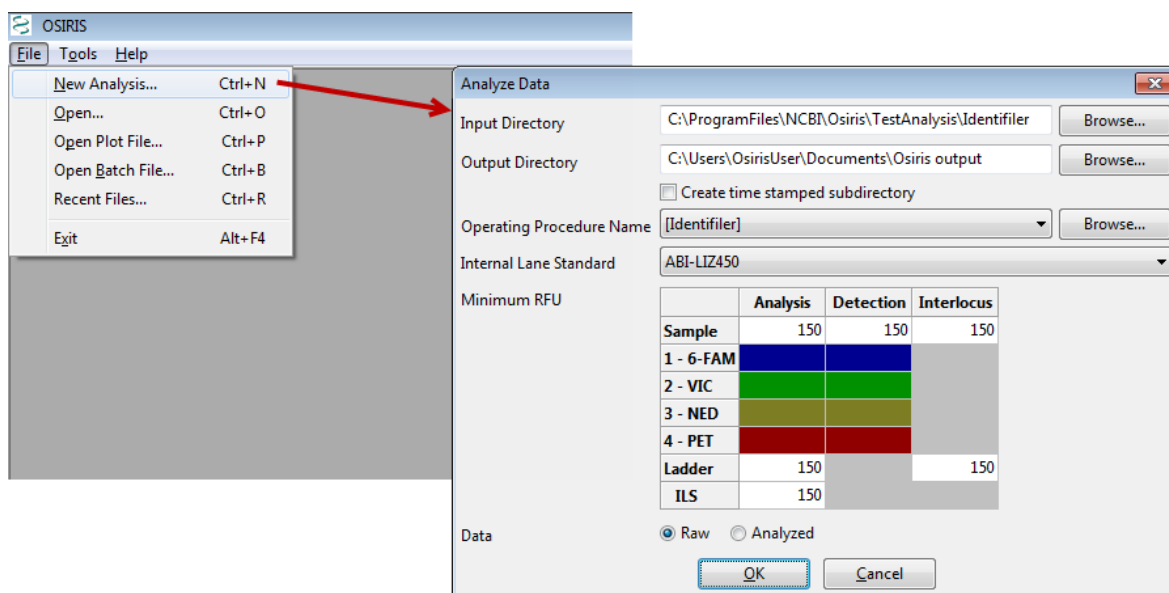 OSIRIS
File Tools Help
New Analysis... Ctrl+N
Open... Ctrl+O
Open Plot File... Ctrl+P
Open Batch File... Ctrl+B
Recent Files... Ctrl+R
Exit Alt+F4
Analyze Data
Input Directory C:\ProgramFiles\NCBI\Osiris\TestAnalysis\Identifiler Browse...
Output Directory C:\Users\OsirisUser\Documents\Osiris output Browse...
Create time stamped subdirectory
Operating Procedure Name [Identifiler] Browse...
Internal Lane Standard ABI-LIZ450
Minimum RFU Analysis Detection Interlocus
Sample 150 150 150
1 - 6-FAM
2 - VIC
3 - NED
4 - PET
Ladder 150 150
ILS 150
Data Raw Analyzed
OK Cancel